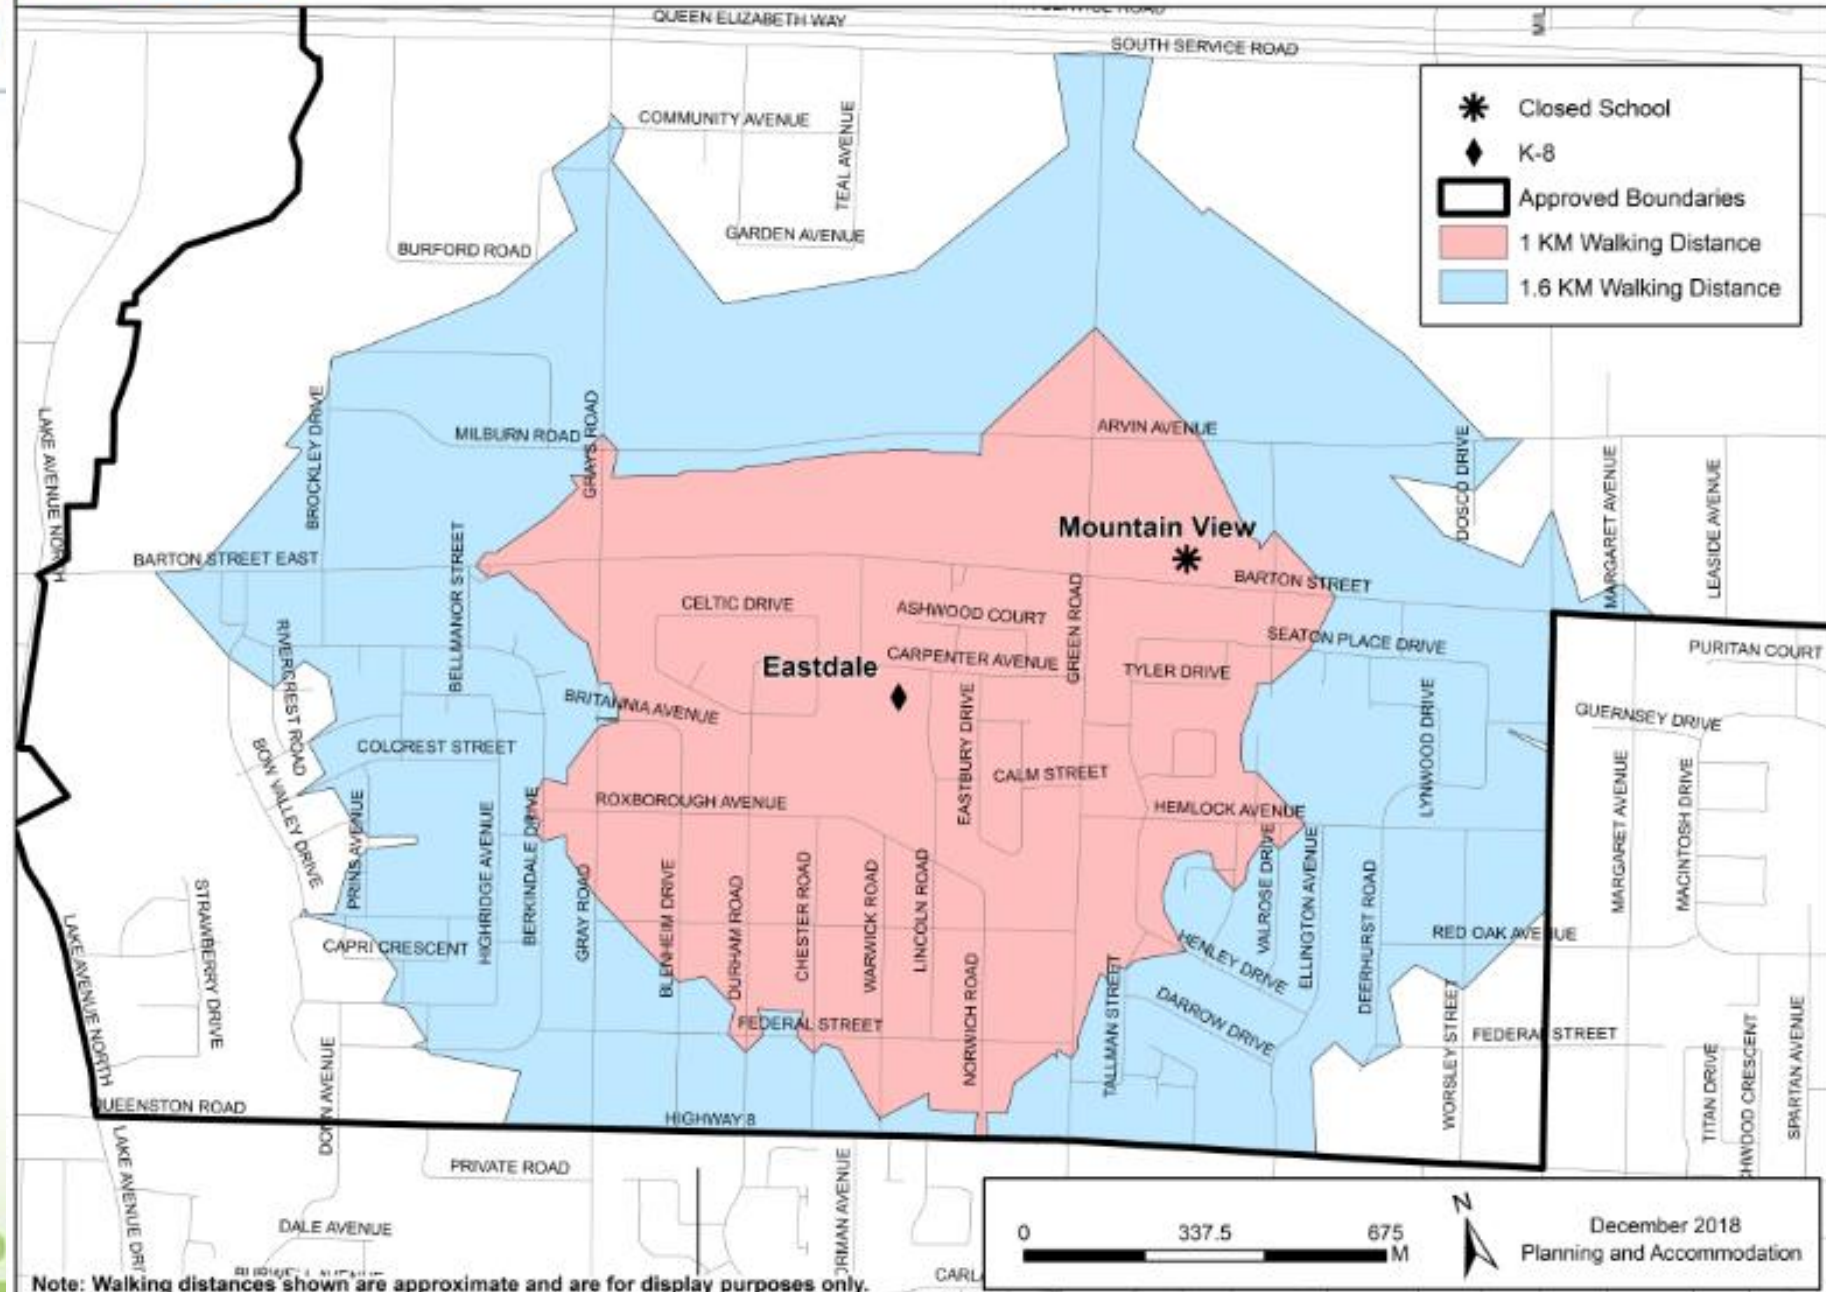 QUEEN ELIZABETH WAY
SOUTH SERVICE ROAD
COMMUNITY AVENUE
TEAL AVENUE
GARDEN AVENUE
BURFORD ROAD
Closed School
K-8
Approved Boundaries
1 KM Walking Distance
1.6 KM Walking Distance
LAKE AVENUE NORTH
BROCKLEY DRIVE
MILBURN ROAD
GRAYS ROAD
ARVIN AVENUE
DOSCO DRIVE
MARGARET AVENUE
LEASIDE AVENUE
BARTON STREET EAST
BELLMANOR STREET
Mountain View
BARTON STREET
CELTIC DRIVE
ASHWOOD COURT
GREEN ROAD
SEATON PLACE DRIVE
PURITAN COURT
RIVERCREST ROAD
Eastdale
CARPENTER AVENUE
TYLER DRIVE
BRITANNIA AVENUE
EASTBURY DRIVE
LYNWOOD DRIVE
GUERNSEY DRIVE
BOW VALLEY DRIVE
COLCREST STREET
CALM STREET
MARGARET AVENUE
MACINTOSH DRIVE
PRINS AVENUE
HIGHRIDGE AVENUE
BERKINDALE DRIVE
ROXBOROUGH AVENUE
HEMLOCK AVENUE
STRAWBERRY DRIVE
GRAY ROAD
BLENHEIM DRIVE
DURHAM ROAD
CHESTER ROAD
WARWICK ROAD
LINCOLN ROAD
VALROSE DRIVE
ELLINGTON AVENUE
DEERHURST ROAD
RED OAK AVENUE
LAKE AVENUE NORTH
CAPRI CRESCENT
NORWICH ROAD
HENLEY DRIVE
TALLMAN STREET
DARROW DRIVE
WORSLEY STREET
FEDERAL STREET
FEDERAL STREET
TITAN DRIVE
SPARTAN AVENUE
DONN AVENUE
HIGHWAY 8
LAKE AVENUE
PRIVATE ROAD
DALE AVENUE
0 337.5 675
M
N
December 2018
Planning and Accommodation
Note: Walking distances shown are approximate and are for display purposes only.